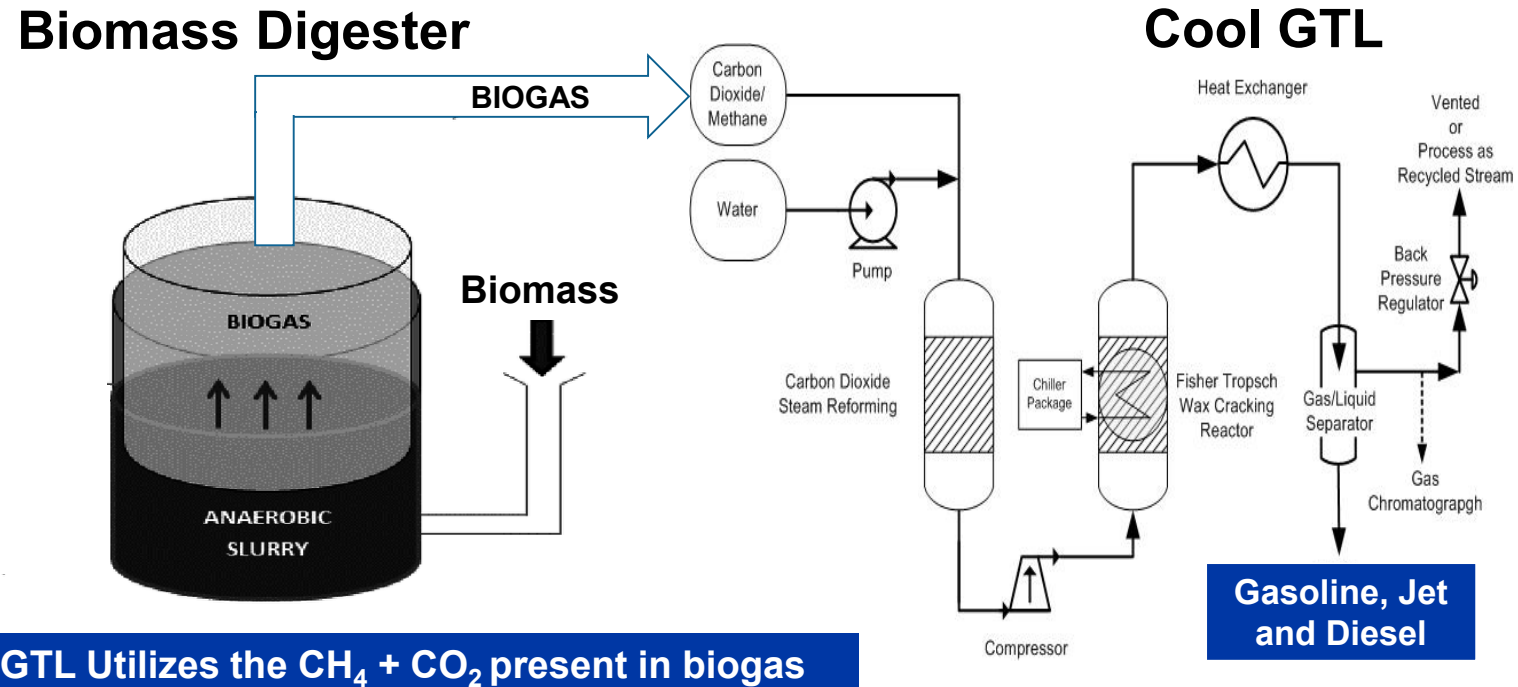 Biomass Digester
Cool GTL
BIOGAS
Carbon
Dioxide/
Methane
Water
Pump
Heat Exchanger
Vented
or
Process as
Recycled Stream
Back
Pressure
Regulator
Biomass
BIOGAS
ANAEROBIC
SLURRY
Carbon Dioxide
Steam Reforming
Chiller
Package
Fisher Tropsch
Wax Cracking
Reactor
Gas/Liquid
Separator
Gas
Chromatograpgh
Compressor
Gasoline, Jet
and Diesel
GTL Utilizes the CH₄ + CO₂ present in biogas